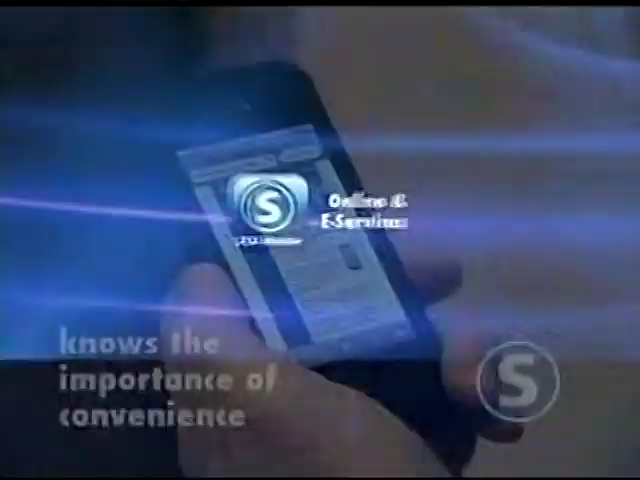 S
Online &
E-Services
knows the
importance of
convenience
S